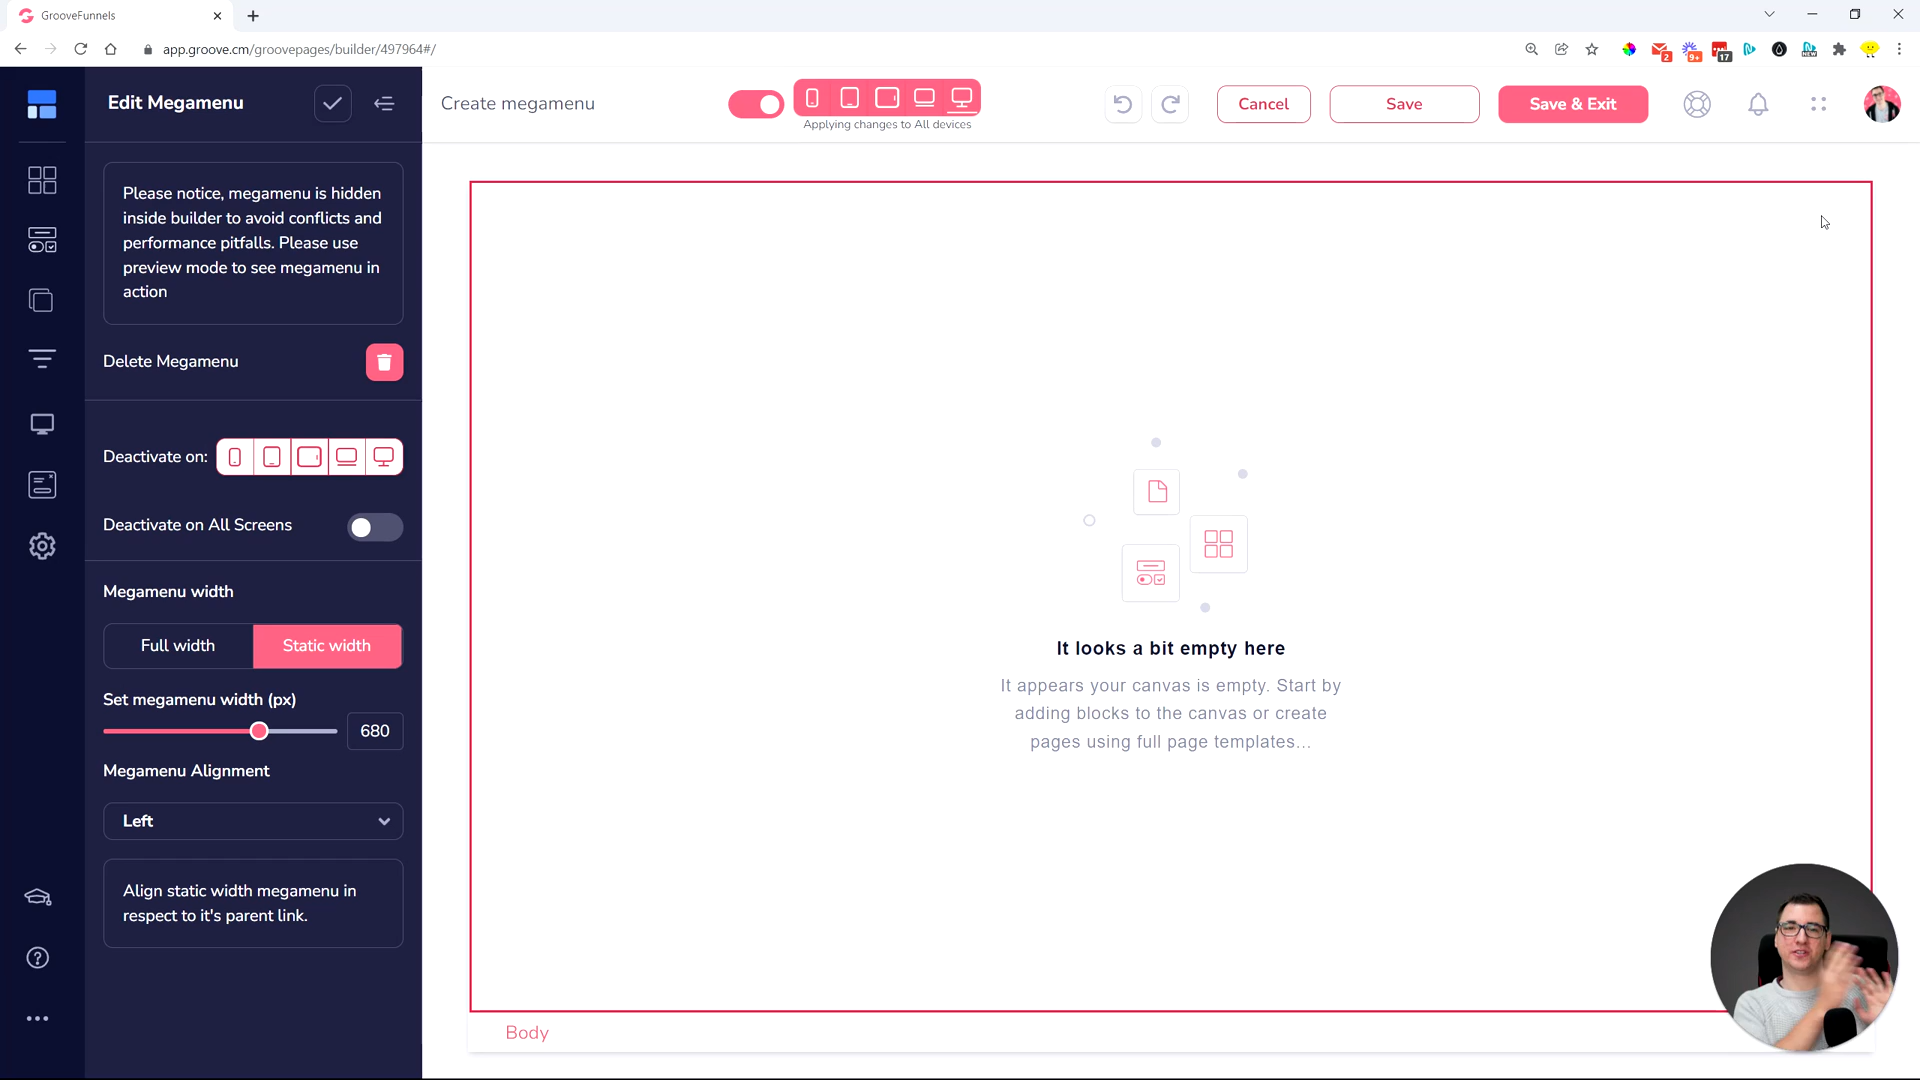 GrooveFunnels
app.groove.cm/groovepages/builder/497964#/
2
9+
17
NEW
Edit Megamenu
Create megamenu
Applying changes to All devices
Cancel
Save
Save & Exit
Please notice, megamenu is hidden
inside builder to avoid conflicts and
performance pitfalls. Please use
preview mode to see megamenu in
action
Delete Megamenu
Deactivate on:
Deactivate on All Screens
Megamenu width
Full width
Static width
Set megamenu width (px)
680
Megamenu Alignment
Left
Align static width megamenu in
respect to it's parent link.
It looks a bit empty here
It appears your canvas is empty. Start by
adding blocks to the canvas or create
pages using full page templates...
Body